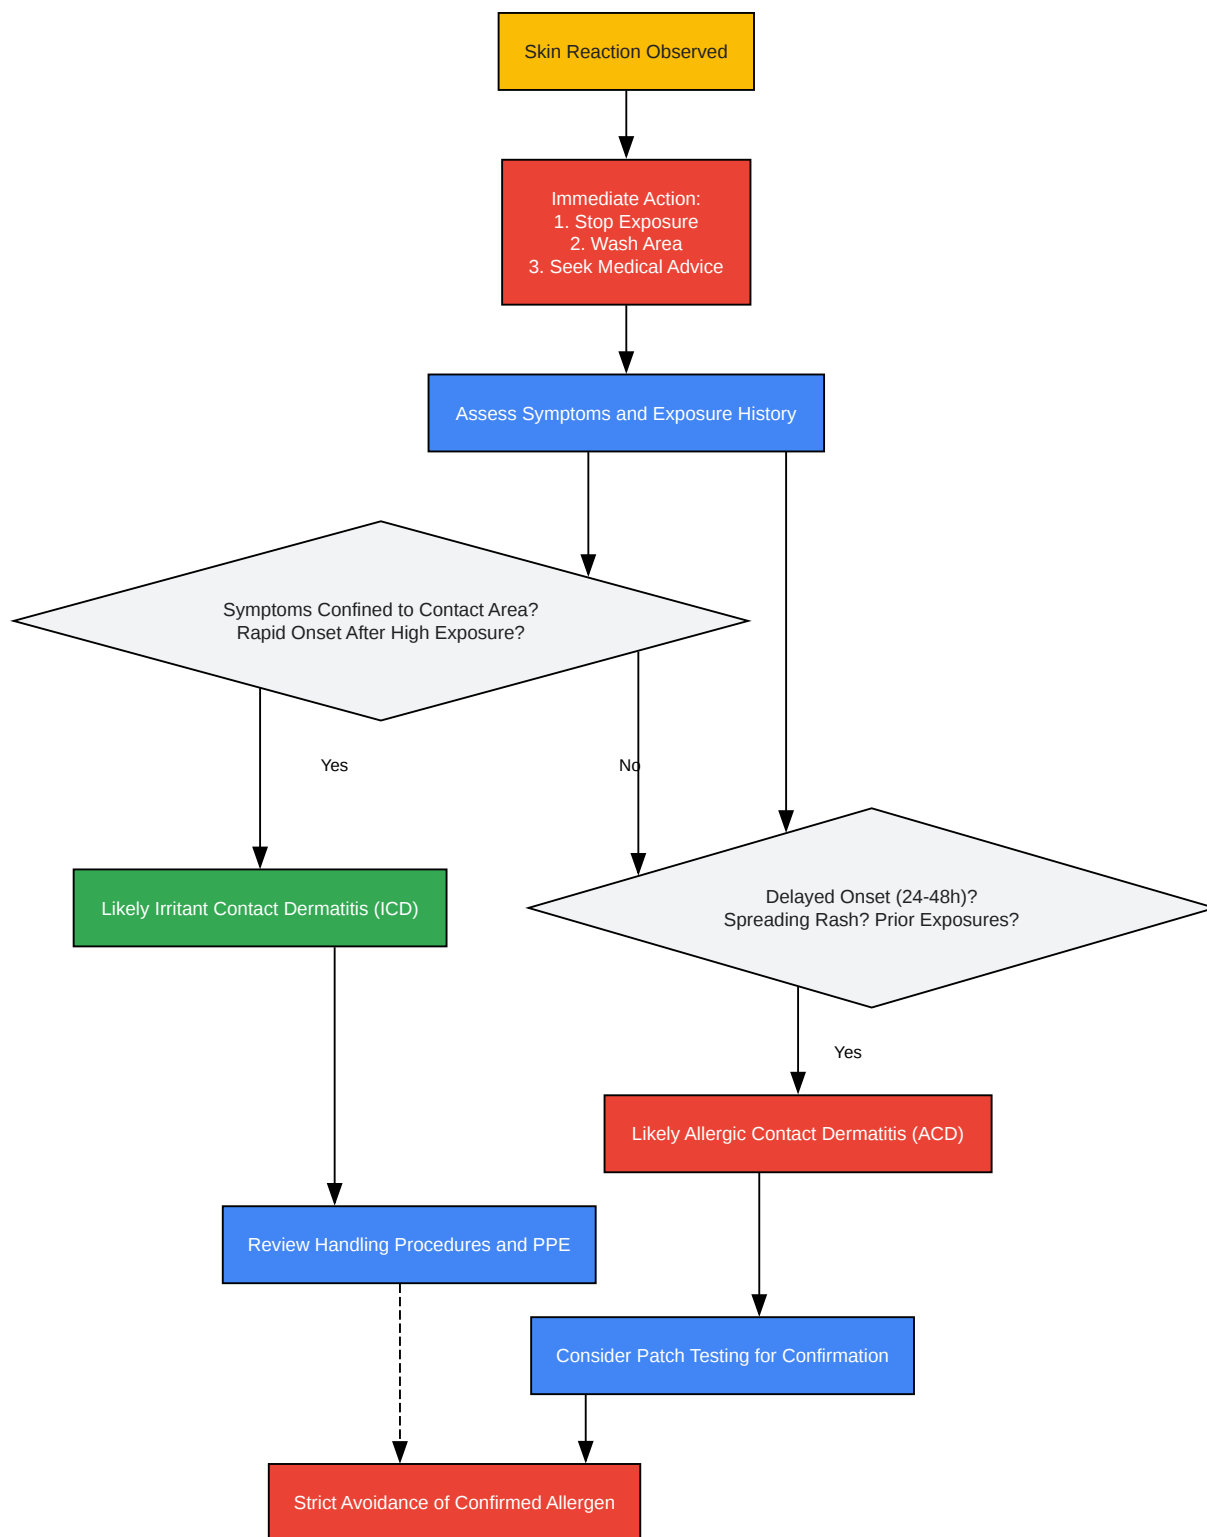 Skin Reaction Observed
Immediate Action:
1. Stop Exposure
2. Wash Area
3. Seek Medical Advice
Assess Symptoms and Exposure History
Symptoms Confined to Contact Area?
Rapid Onset After High Exposure?
Yes
No
Likely Irritant Contact Dermatitis (ICD)
Delayed Onset (24-48h)?
Spreading Rash? Prior Exposures?
Yes
Likely Allergic Contact Dermatitis (ACD)
Review Handling Procedures and PPE
Consider Patch Testing for Confirmation
Strict Avoidance of Confirmed Allergen